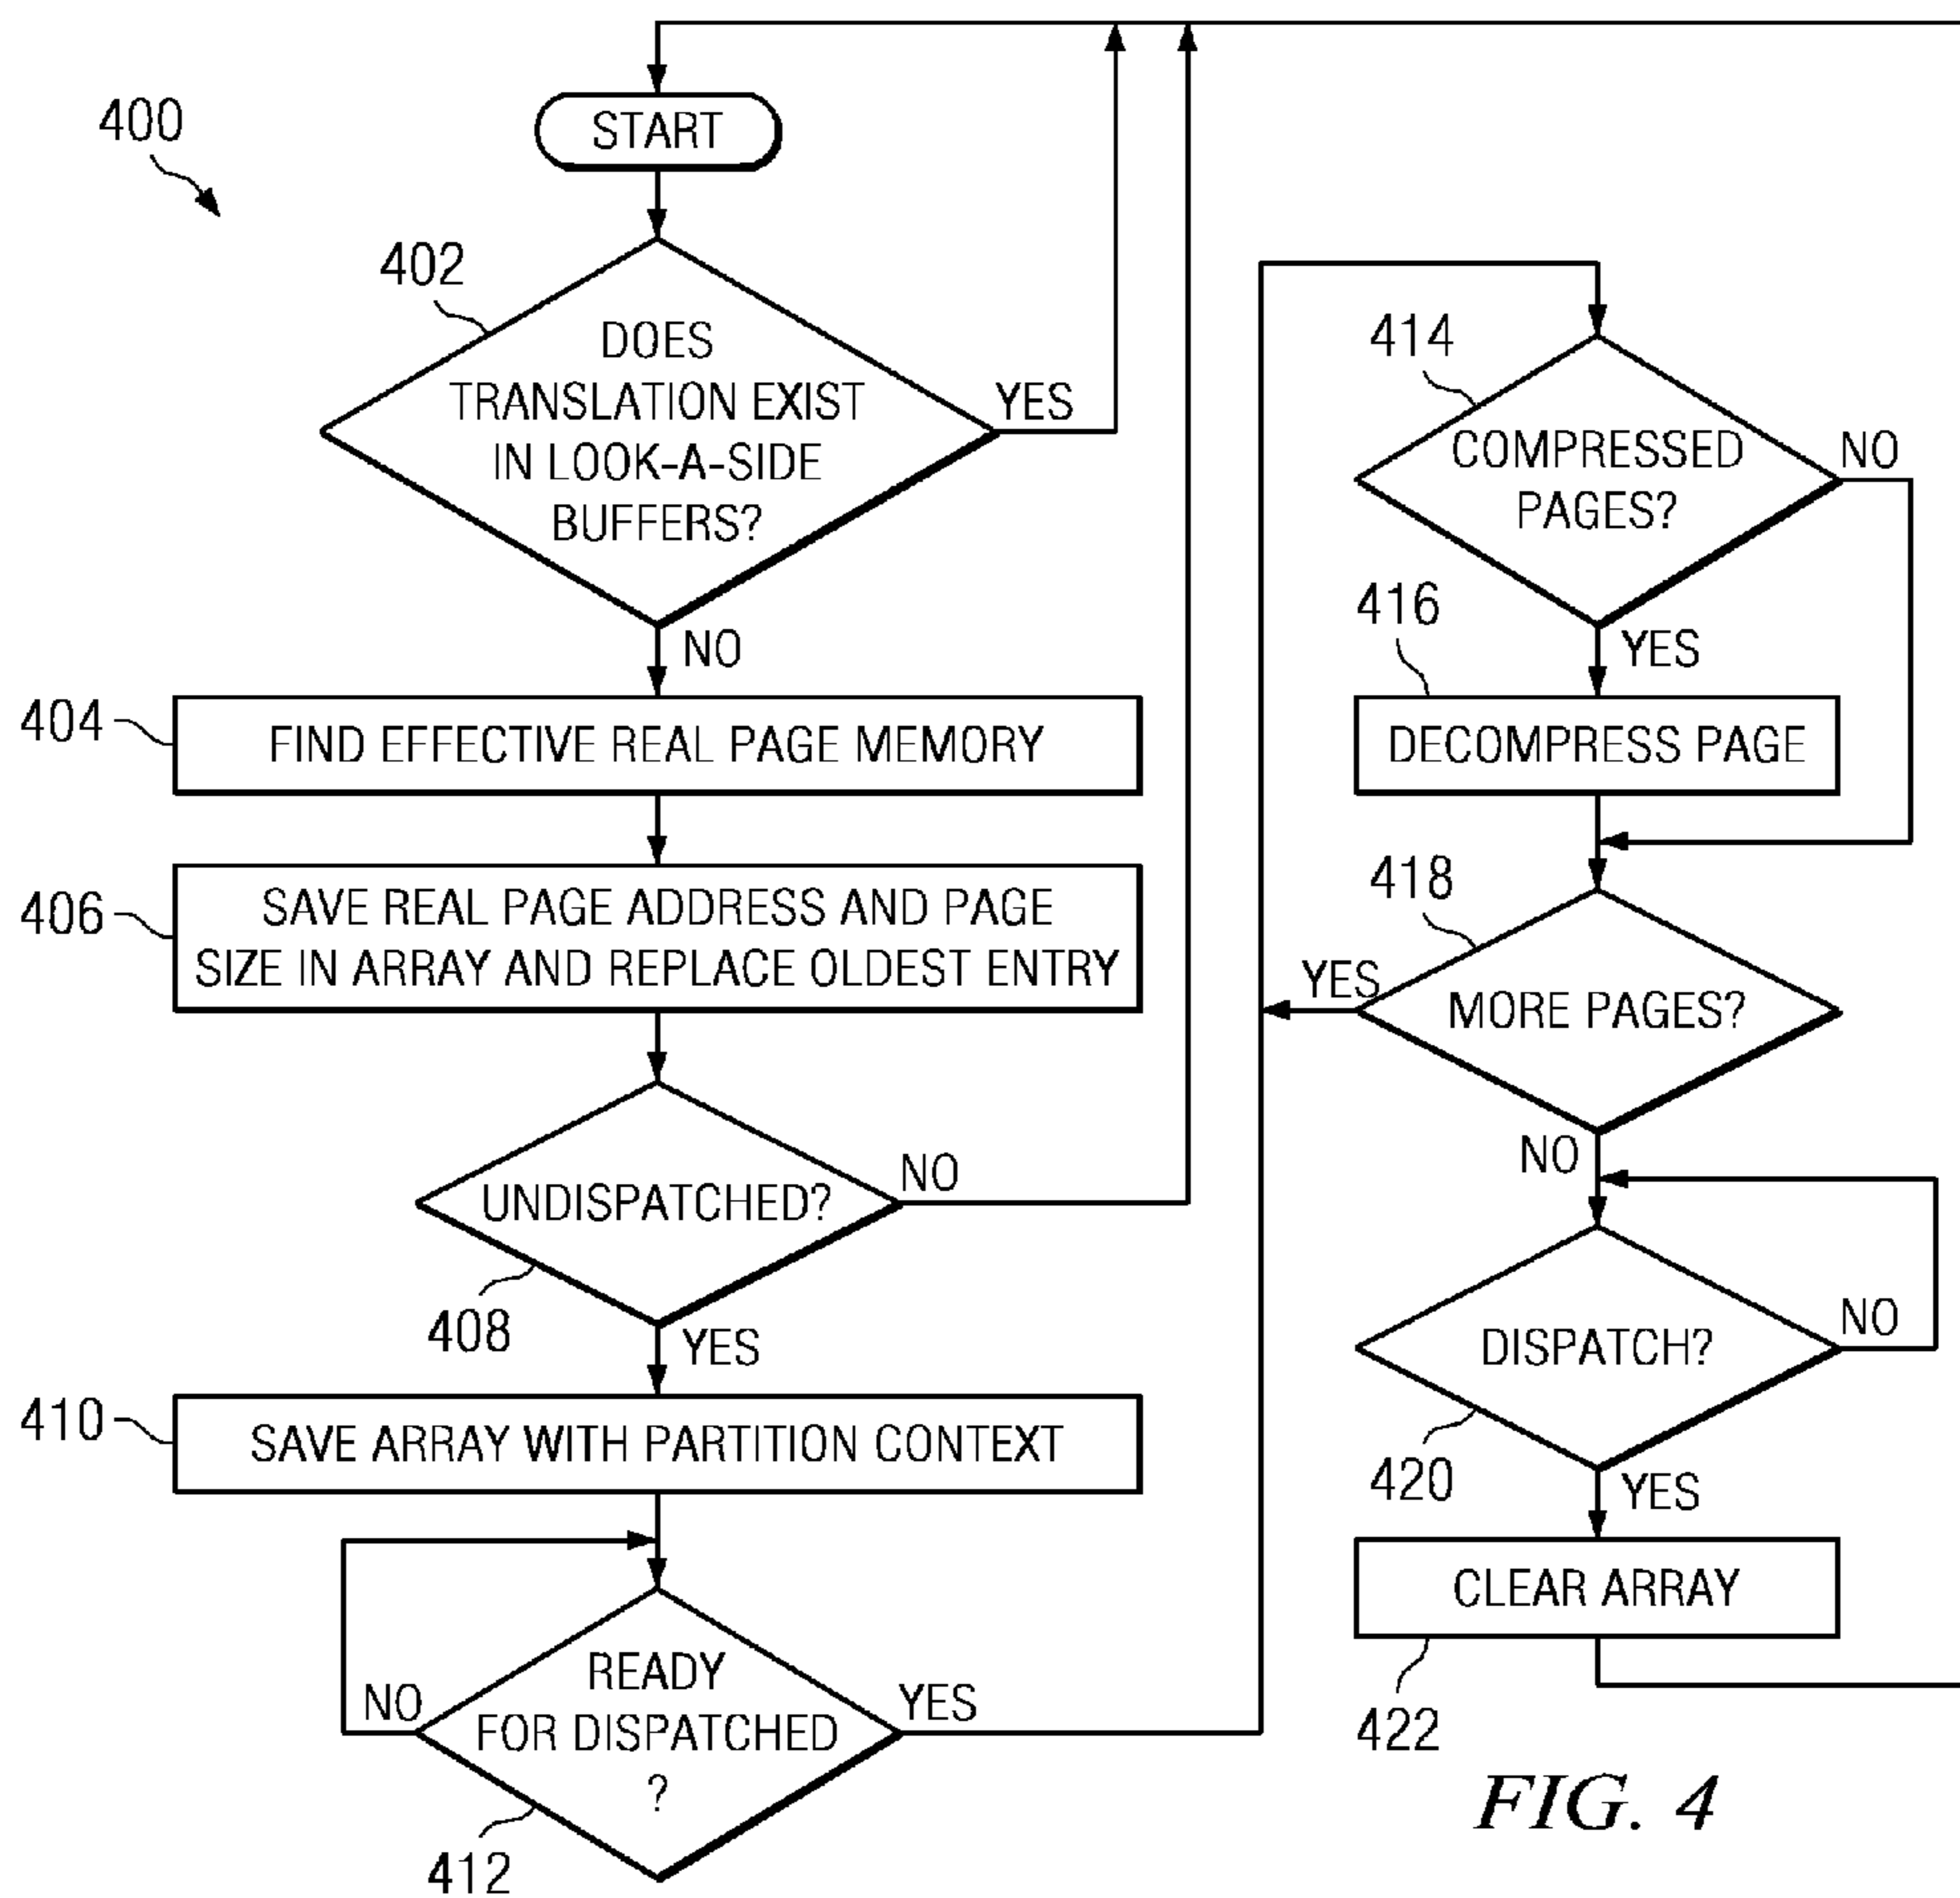 400
START
402
DOES
TRANSLATION EXIST
IN LOOK-A-SIDE
BUFFERS?
YES
NO
404
FIND EFFECTIVE REAL PAGE MEMORY
406
SAVE REAL PAGE ADDRESS AND PAGE
SIZE IN ARRAY AND REPLACE OLDEST ENTRY
UNDISPATCHED?
NO
408
YES
410
SAVE ARRAY WITH PARTITION CONTEXT
READY
FOR DISPATCHED
?
NO
YES
412
414
COMPRESSED
PAGES?
NO
YES
416
DECOMPRESS PAGE
418
MORE PAGES?
YES
NO
DISPATCH?
NO
420
YES
CLEAR ARRAY
422
FIG. 4